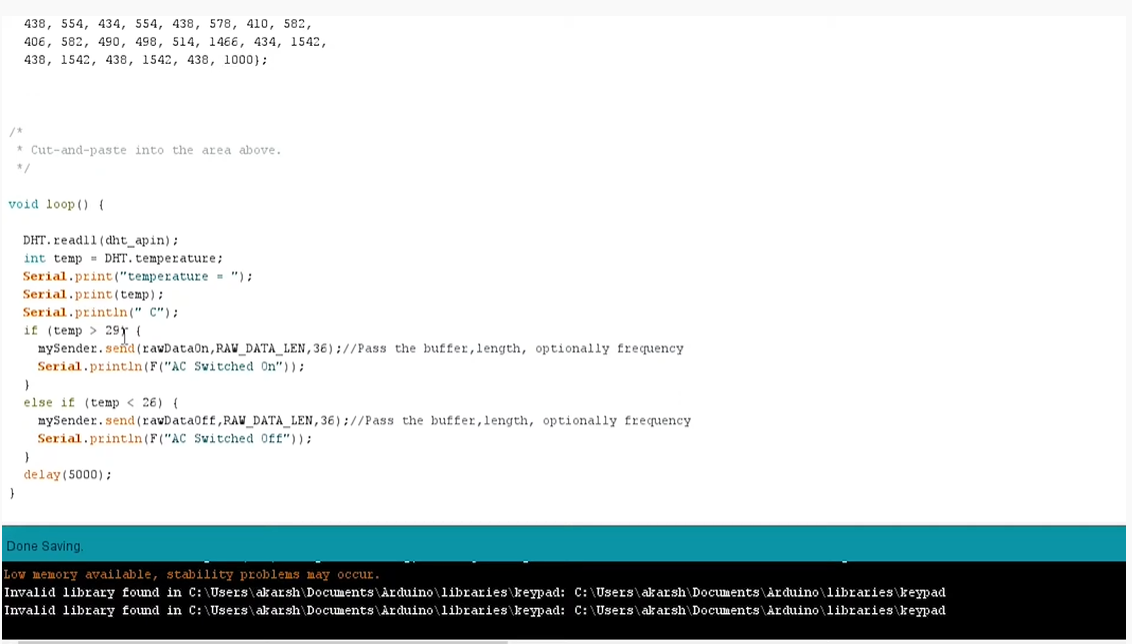 438, 554, 434, 554, 438, 578, 410, 582,
406, 582, 490, 498, 514, 1466, 434, 1542,
438, 1542, 438, 1542, 438, 1000};
/*
* Cut-and-paste into the area above.
*/
void loop() {
DHT.read11(dht_apin);
int temp = DHT.temperature;
Serial.print("temperature = ");
Serial.print(temp);
Serial.println(" C");
if (temp > 29) {
mySender.send(rawDataOn,RAW_DATA_LEN,36);//Pass the buffer,length, optionally frequency
Serial.println(F("AC Switched On"));
}
else if (temp < 26) {
mySender.send(rawDataOff,RAW_DATA_LEN,36);//Pass the buffer,length, optionally frequency
Serial.println(F("AC Switched Off"));
}
delay(5000);
}
Done Saving.
Low memory available, stability problems may occur.
Invalid library found in C:\Users\akarsh\Documents\Arduino\libraries\keypad: C:\Users\akarsh\Documents\Arduino\libraries\keypad
Invalid library found in C:\Users\akarsh\Documents\Arduino\libraries\keypad: C:\Users\akarsh\Documents\Arduino\libraries\keypad